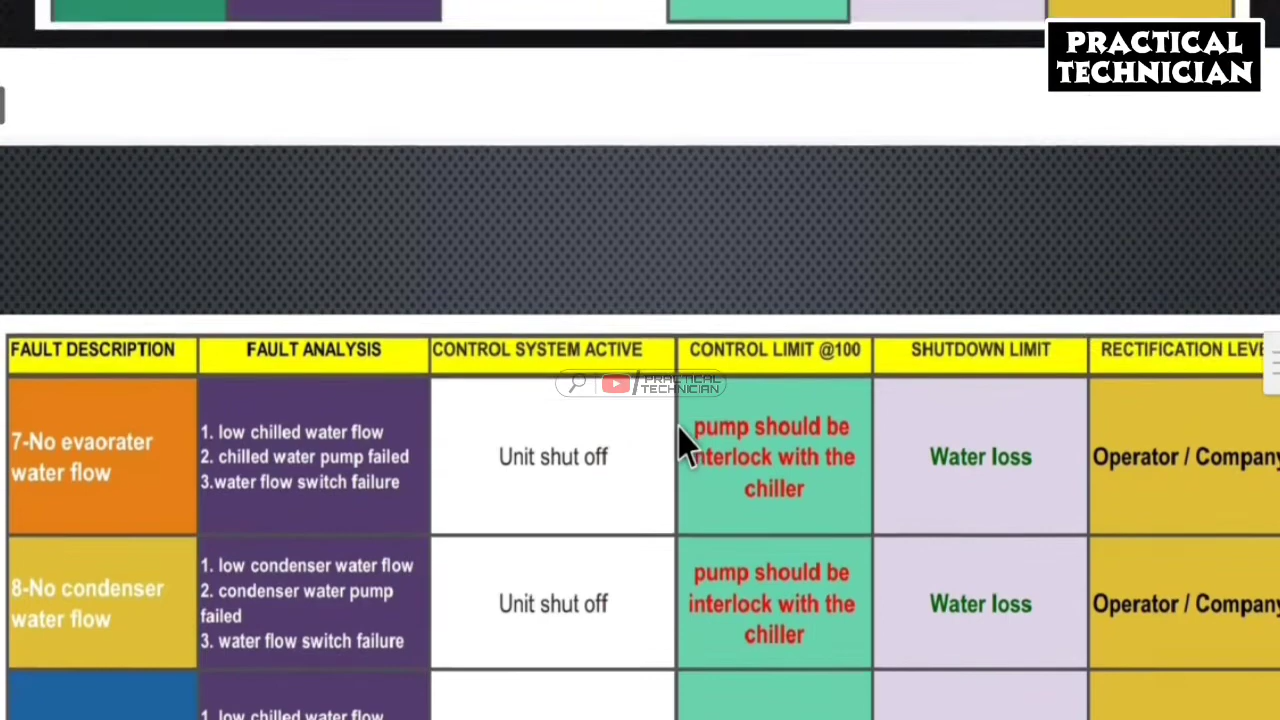 PRACTICAL
TECHNICIAN
FAULT DESCRIPTION
FAULT ANALYSIS
CONTROL SYSTEM ACTIVE
CONTROL LIMIT @100
SHUTDOWN LIMIT
RECTIFICATION LEVE
PRACTICAL
TECHNICIAN
7-No evaorater
water flow
1. low chilled water flow
2. chilled water pump failed
3.water flow switch failure
Unit shut off
pump should be
nterlock with the
chiller
Water loss
Operator / Company
8-No condenser
water flow
1. low condenser water flow
2. condenser water pump
failed
3. water flow switch failure
Unit shut off
pump should be
interlock with the
chiller
Water loss
Operator / Company
1. low chilled water flow